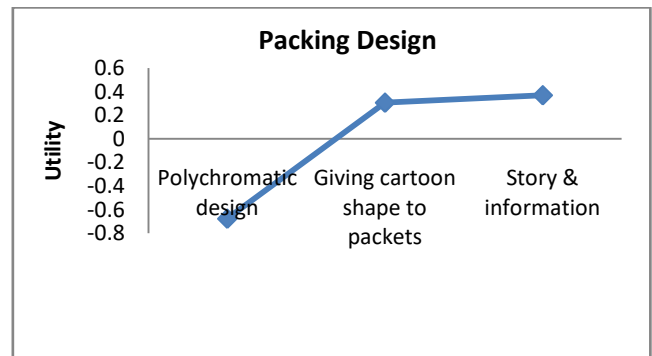 Packing Design
0.6
0.4
0.2
0
-0.2
-0.4
-0.6
-0.8
Utility
Polychromatic
design
Giving cartoon
shape to
packets
Story &
information